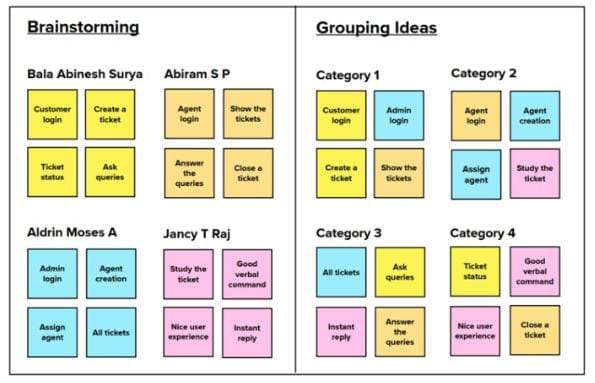 Brainstorming
Bala Abinesh Surya
Customer
login
Create a
ticket
Ticket
status
Ask
queries
Abiram S P
Agent
login
Show the
tickets
Answer
the
queries
Close a
ticket
Aldrin Moses A
Admin
login
Agent
creation
Assign
agent
All tickets
Jancy T Raj
Study the
ticket
Good
verbal
command
Nice user
experience
Instant
reply
Grouping Ideas
Category 1
Customer
login
Admin
login
Create a
ticket
Show the
tickets
Category 2
Agent
login
Agent
creation
Assign
agent
Study the
ticket
Category 3
All tickets
Ask
queries
Instant
reply
Answer
the
queries
Category 4
Ticket
status
Good
verbal
command
Nice user
experience
Close a
ticket